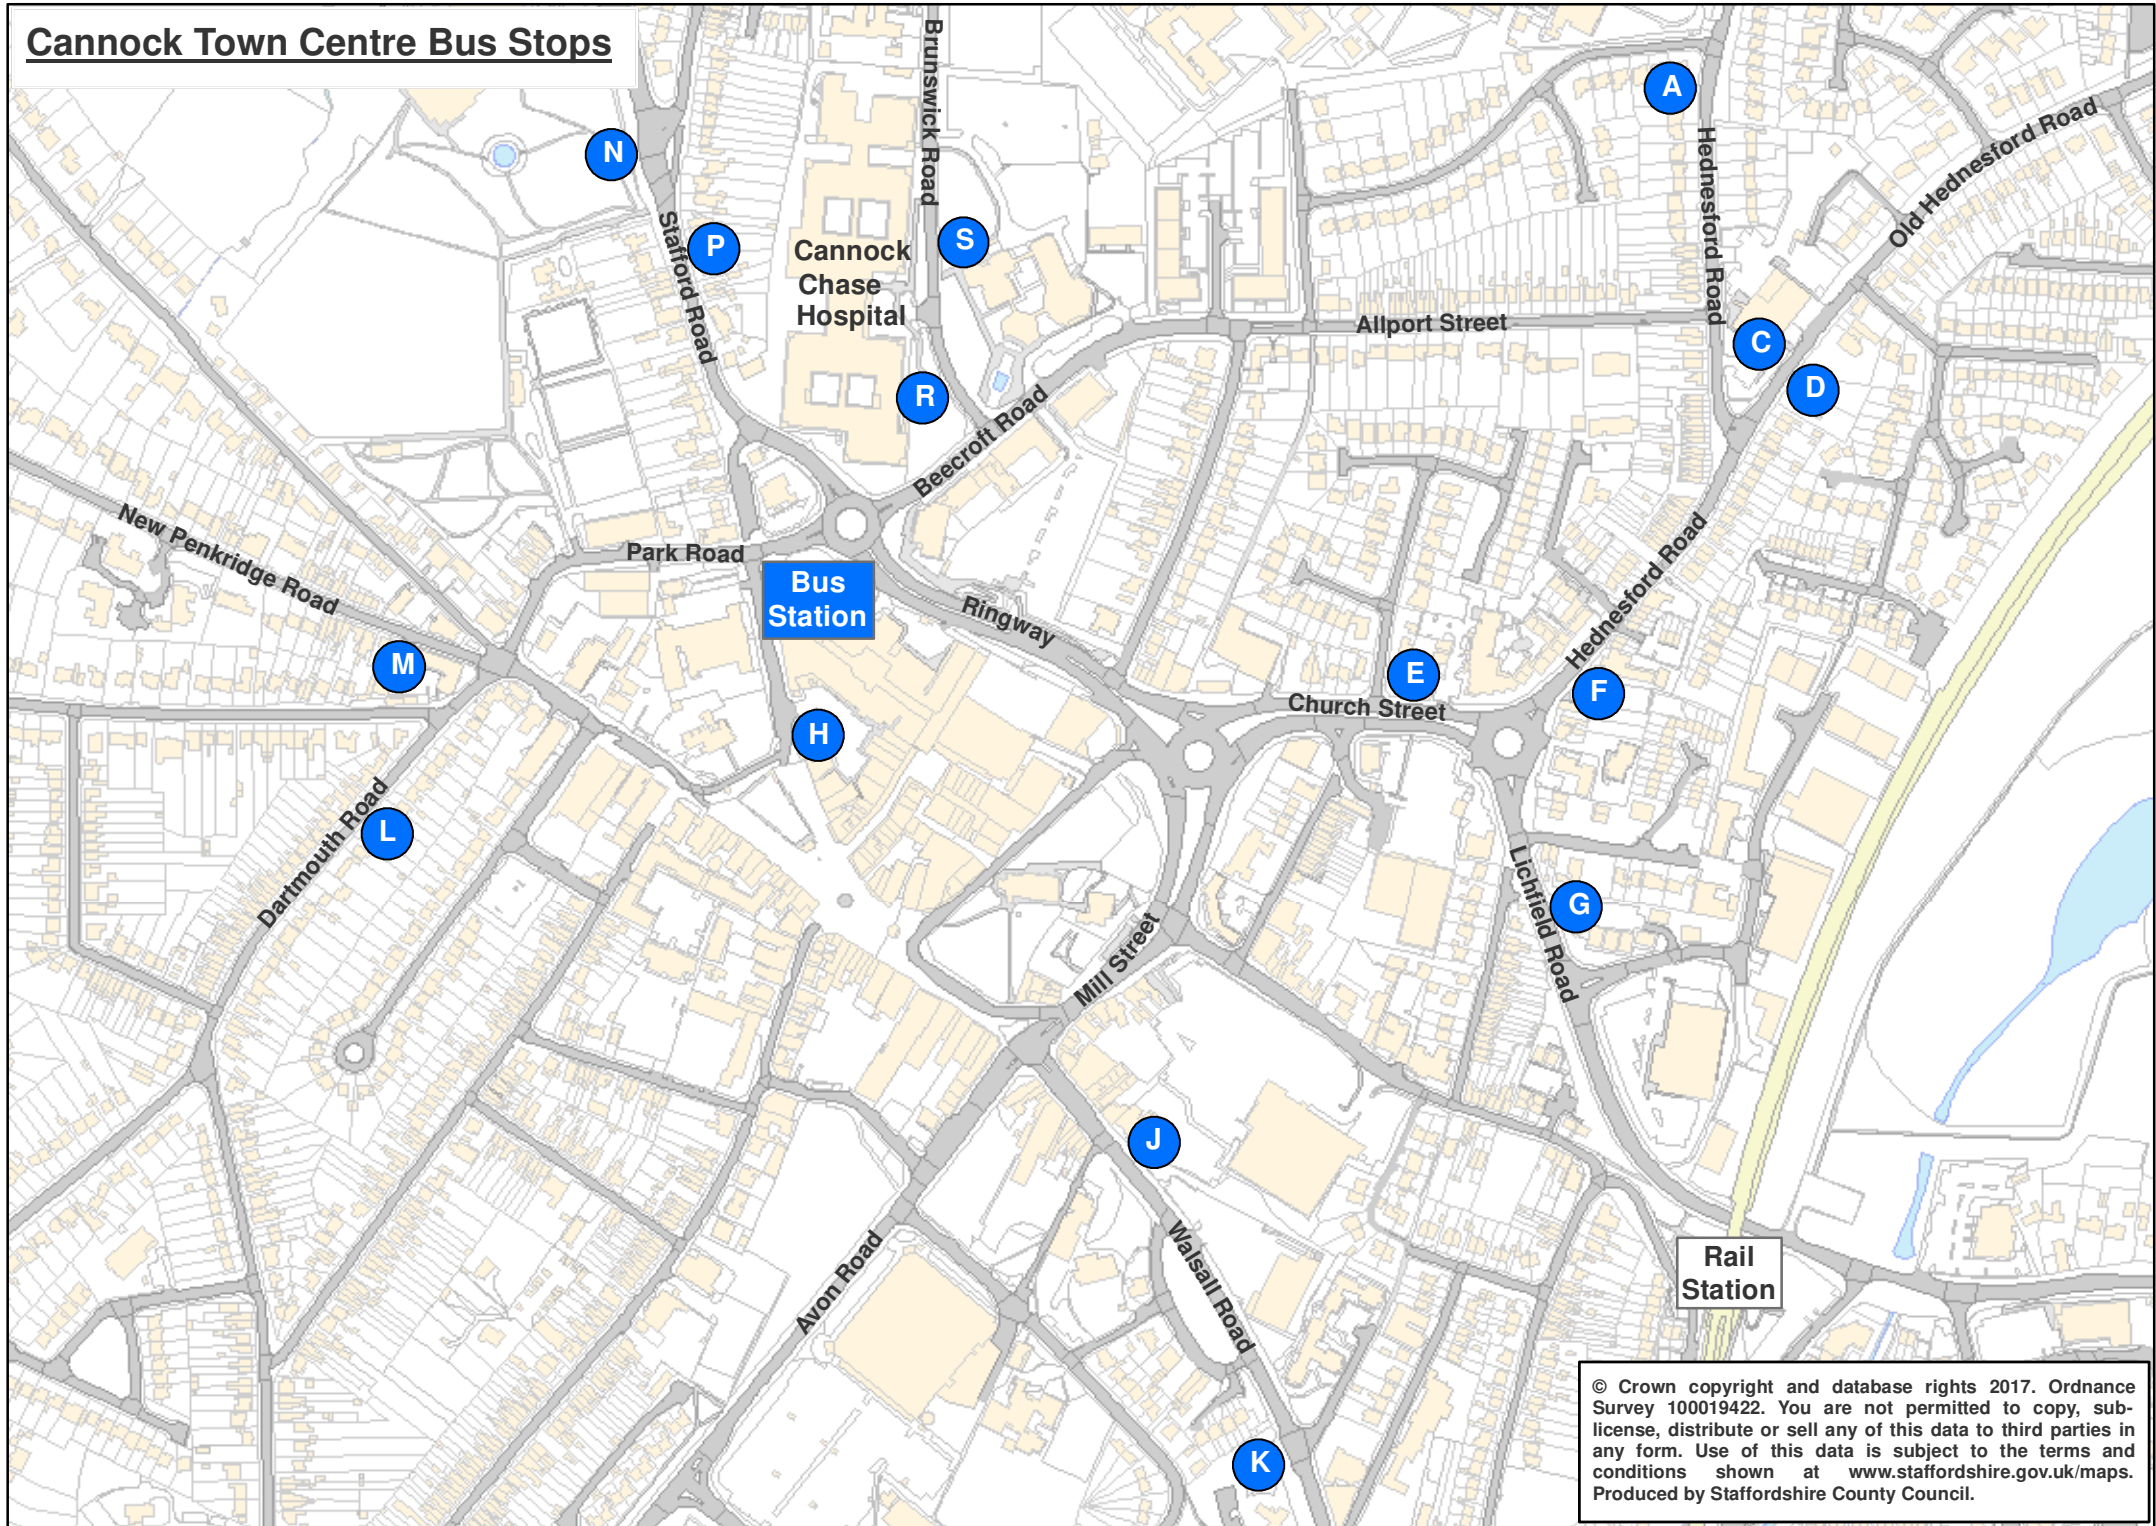 Cannock Town Centre Bus Stops
Brunswick Road
A
Hednesford Road
Old Hednesford Road
N
Stafford Road
P
S
Cannock
Chase
Hospital
Allport Street
C
D
R
Beecroft Road
New Penkridge Road
Park Road
Bus
Station
Ringway
Hednesford Road
M
E
F
Church Street
H
Dartmouth Road
L
Lichfield Road
G
Mill Street
J
Walsall Road
Avon Road
Rail
Station
K
© Crown copyright and database rights 2017. Ordnance
Survey 100019422. You are not permitted to copy, sub-
license, distribute or sell any of this data to third parties in
any form. Use of this data is subject to the terms and
conditions shown at www.staffordshire.gov.uk/maps.
Produced by Staffordshire County Council.